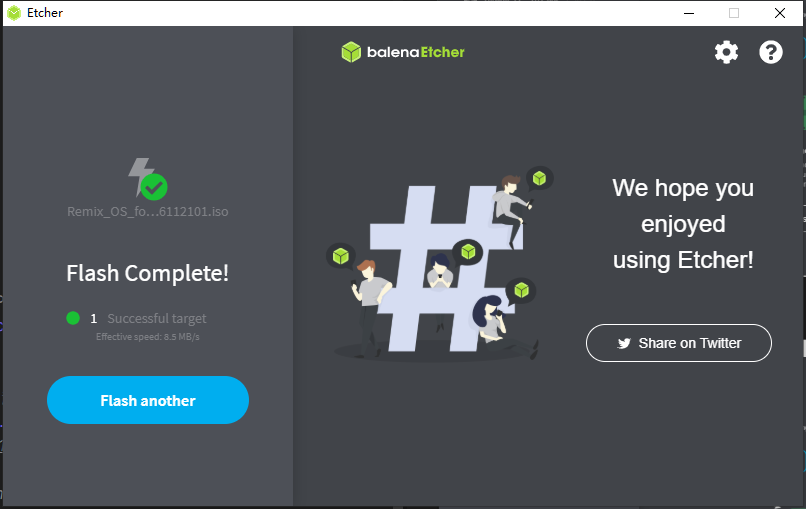 Etcher
balenaEtcher
Remix_OS_fo...6112101.iso
Flash Complete!
1 Successful target
Effective speed: 8.5 MB/s
Flash another
We hope you
enjoyed
using Etcher!
Share on Twitter